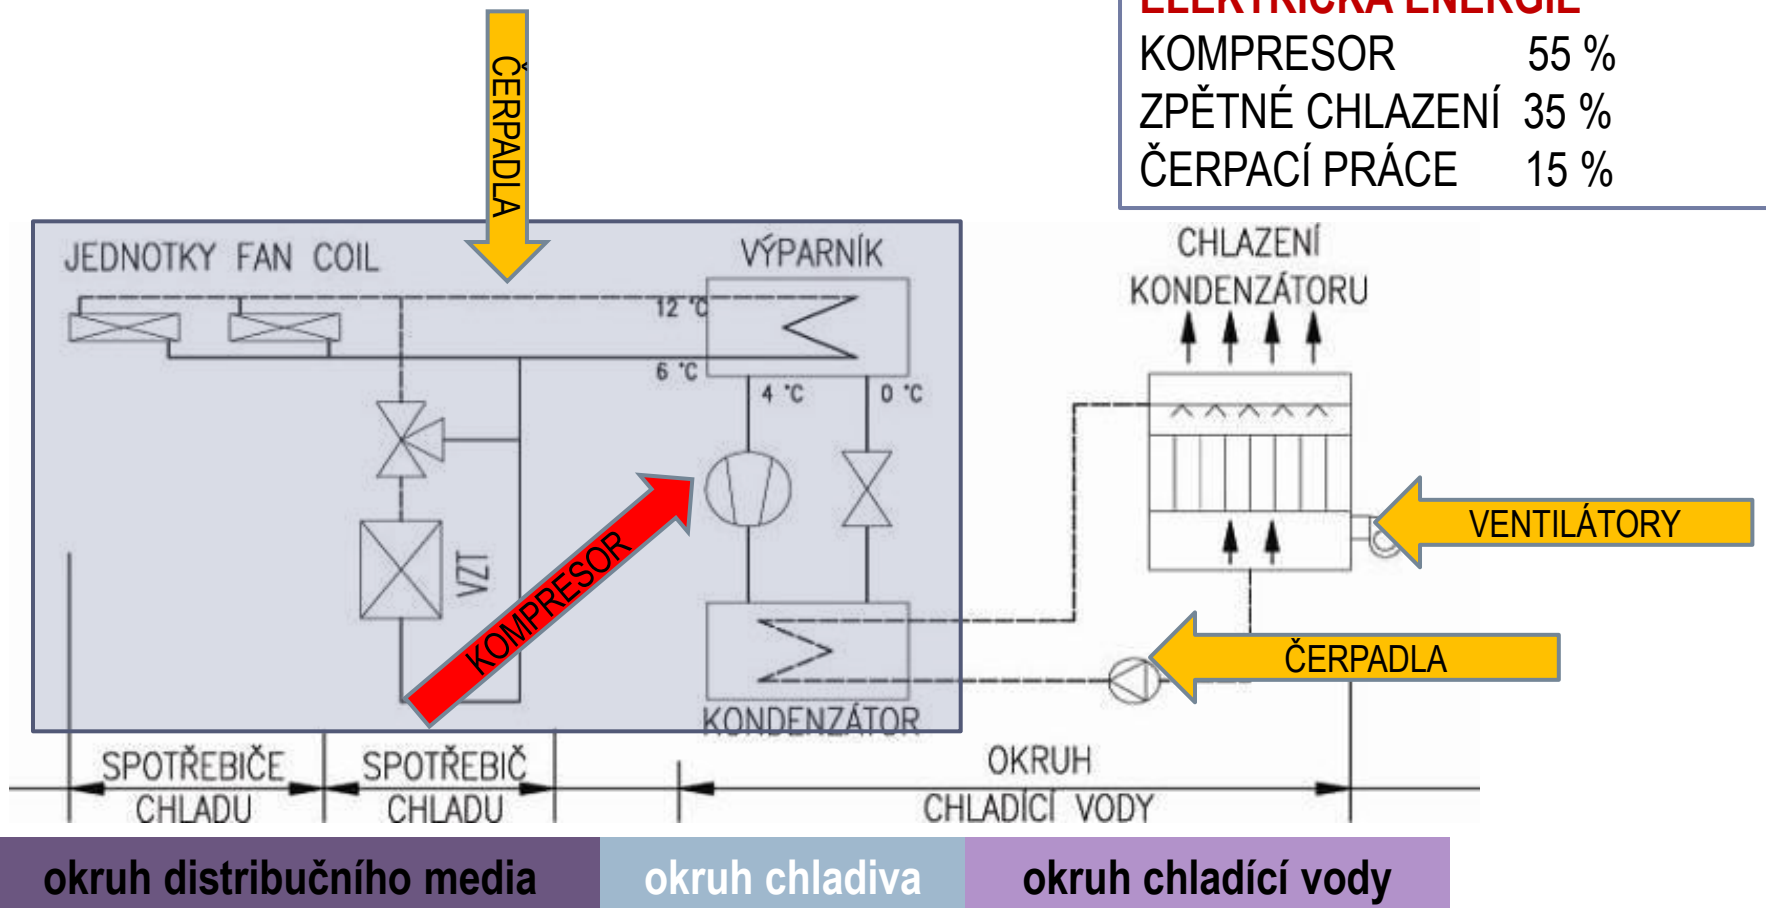 ELEKTRICKÁ ENERGIE
KOMPRESOR 55 %
ZPĚTNÉ CHLAZENÍ 35 %
ČERPACÍ PRÁCE 15 %
ČERPADLA
JEDNOTKY FAN COIL
VÝPARNÍK
CHLAZENÍ
KONDENZÁTORU
12 °C
6 °C
4 °C
0 °C
VENTILÁTORY
KOMPRESOR
VZT
ČERPADLA
KONDENZÁTOR
SPOTŘEBIČE
CHLADU
SPOTŘEBIČ
CHLADU
OKRUH
CHLADÍCÍ VODY
okruh distribučního media
okruh chladiva
okruh chladící vody